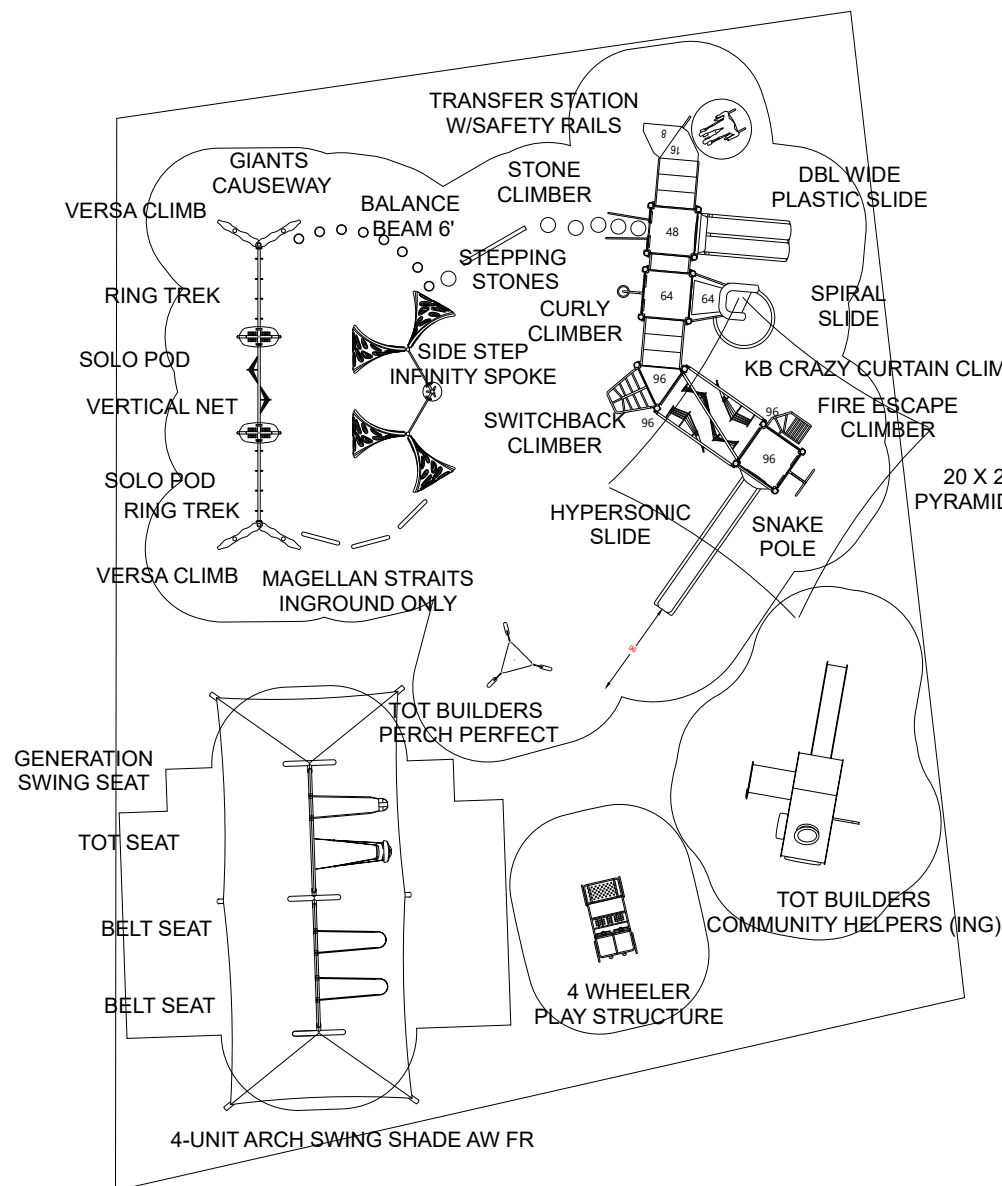 TRANSFER STATION
W/SAFETY RAILS
8
16
GIANTS
CAUSEWAY
STONE
CLIMBER
DBL WIDE
PLASTIC SLIDE
VERSA CLIMB
BALANCE
BEAM 6'
48
STEPPING
STONES
RING TREK
64
64
SPIRAL
SLIDE
CURLY
CLIMBER
SOLO POD
SIDE STEP
INFINITY SPOKE
KB CRAZY CURTAIN CLIM
96
VERTICAL NET
FIRE ESCAPE
CLIMBER
SWITCHBACK
CLIMBER
96
96
96
SOLO POD
20 X 2
PYRAMID
RING TREK
HYPERSONIC
SLIDE
SNAKE
POLE
VERSA CLIMB
MAGELLAN STRAITS
INGROUND ONLY
TOT BUILDERS
PERCH PERFECT
GENERATION
SWING SEAT
TOT SEAT
BELT SEAT
TOT BUILDERS
COMMUNITY HELPERS (ING)
BELT SEAT
4 WHEELER
PLAY STRUCTURE
4-UNIT ARCH SWING SHADE AW FR